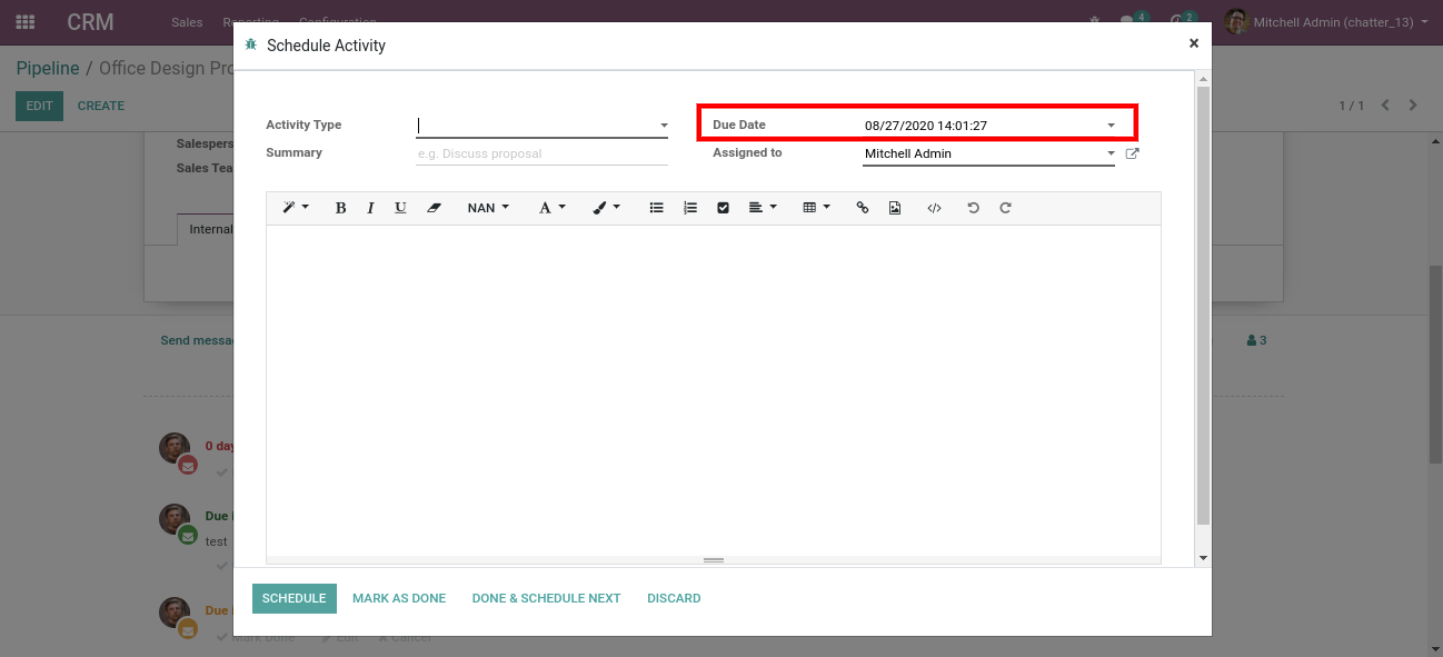 CRM Sales Reporting Configuration 4 2 Mitchell Admin (chatter_13)
Schedule Activity
Pipeline / Office Design Pro
EDIT CREATE 1 / 1
Activity Type Due Date 08/27/2020 14:01:27
Summary e.g. Discuss proposal Assigned to Mitchell Admin
Salespers
Sales Tea
B I U NAN A
Internal
Send messa 3
0 day
Due i
test
Due i
Mark Done Edit Cancel
SCHEDULE MARK AS DONE DONE & SCHEDULE NEXT DISCARD